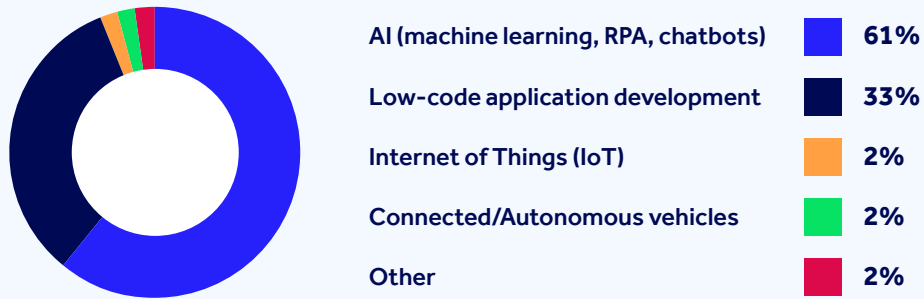 AI (machine learning, RPA, chatbots) 61%
Low-code application development 33%
Internet of Things (IoT) 2%
Connected/Autonomous vehicles 2%
Other 2%